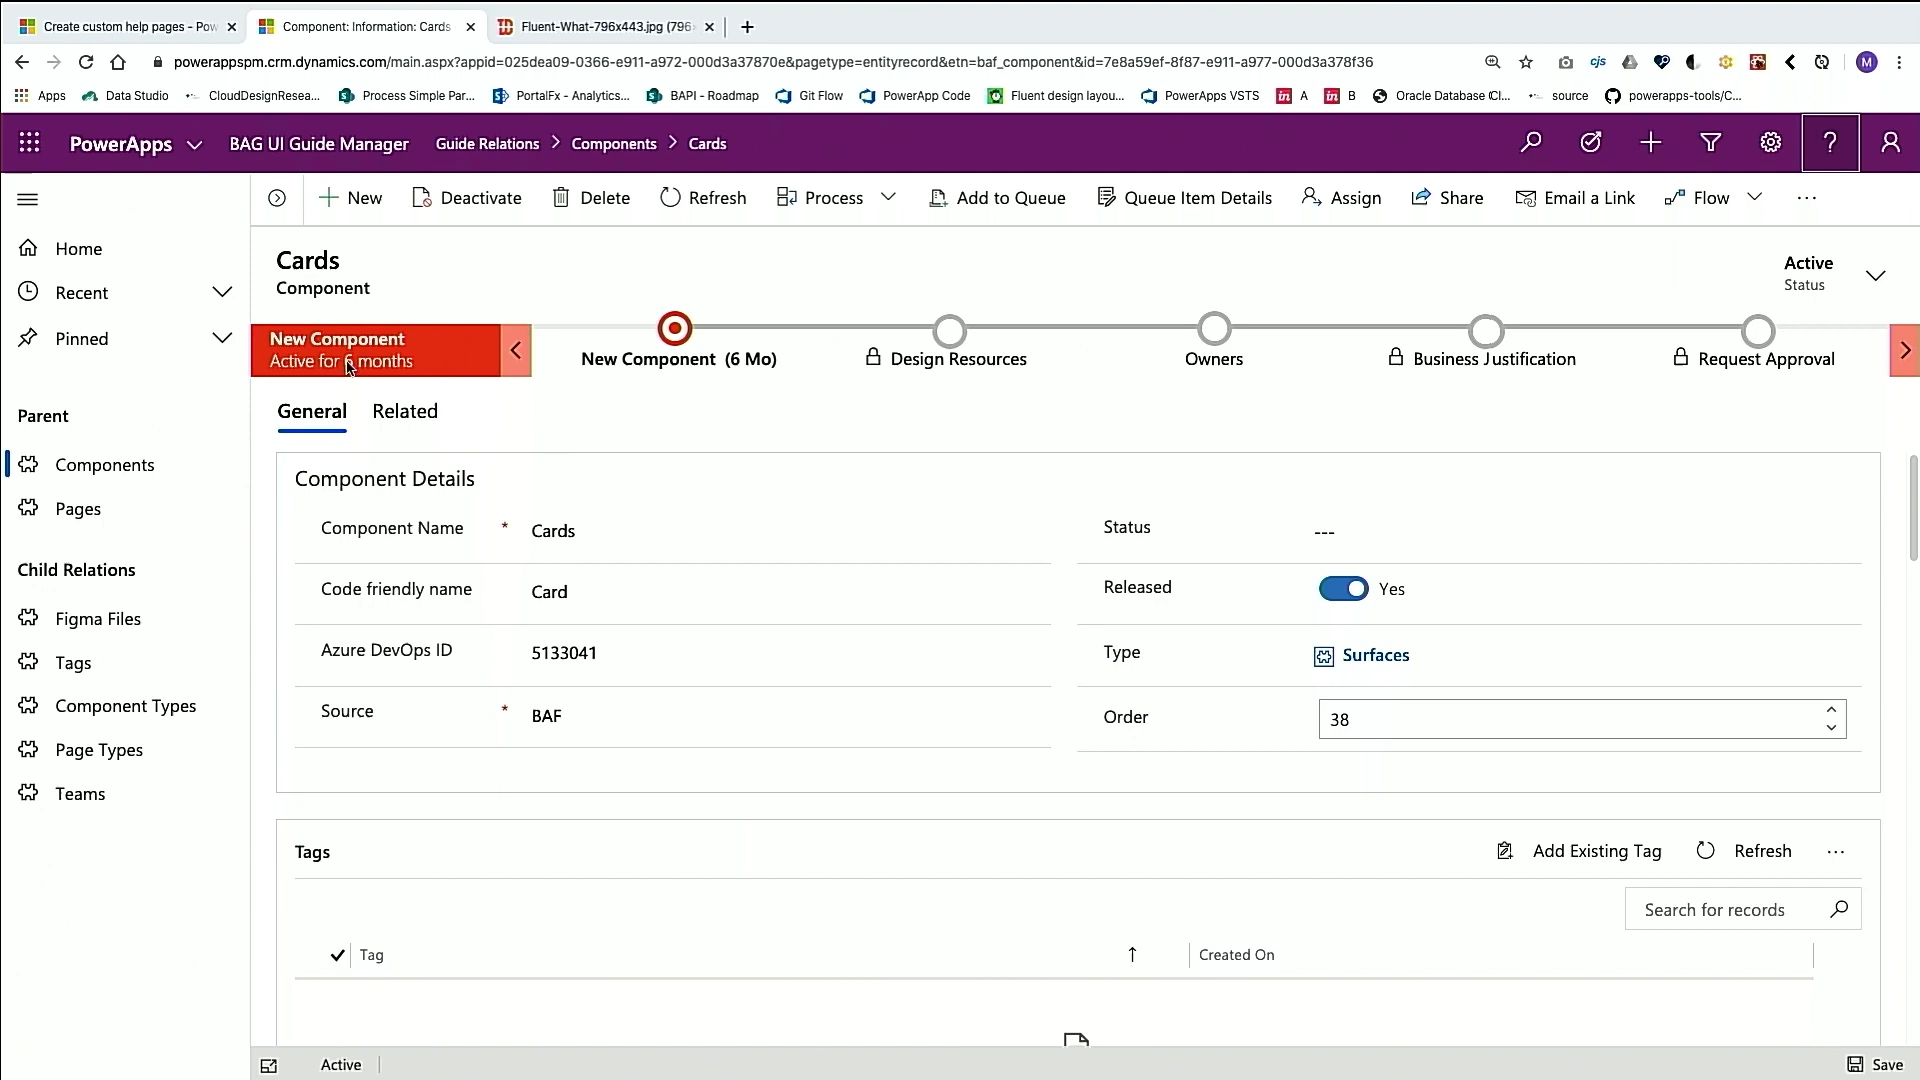 Create custom help pages - Pow
Component: Information: Cards
Fluent-What-796x443.jpg (796
powerappspm.crm.dynamics.com/main.aspx?appid=025dea09-0366-e911-a972-000d3a37870e&pagetype=entityrecord&etn=baf_component&id=7e8a59ef-8f87-e911-a977-000d3a378f36
cjs
M
Apps
Data Studio
CloudDesignResea...
Process Simple Par...
PortalFx - Analytics...
BAPI - Roadmap
Git Flow
PowerApp Code
Fluent design layou...
PowerApps VSTS
in A
in B
Oracle Database (Cl...
source
powerapps-tools/C...
PowerApps
BAG UI Guide Manager
Guide Relations > Components > Cards
?
New
Deactivate
Delete
Refresh
Process
Add to Queue
Queue Item Details
Assign
Share
Email a Link
Flow
...
Home
Recent
Pinned
Parent
Components
Pages
Child Relations
Figma Files
Tags
Component Types
Page Types
Teams
Cards
Component
Active
Status
New Component
Active for 6 months
New Component (6 Mo)
Design Resources
Owners
Business Justification
Request Approval
General
Related
Component Details
Component Name * Cards
Code friendly name Card
Azure DevOps ID 5133041
Source * BAF
Status ---
Released Yes
Type Surfaces
Order 38
Tags
Add Existing Tag
Refresh
...
Search for records
Tag
Created On
Active
Save